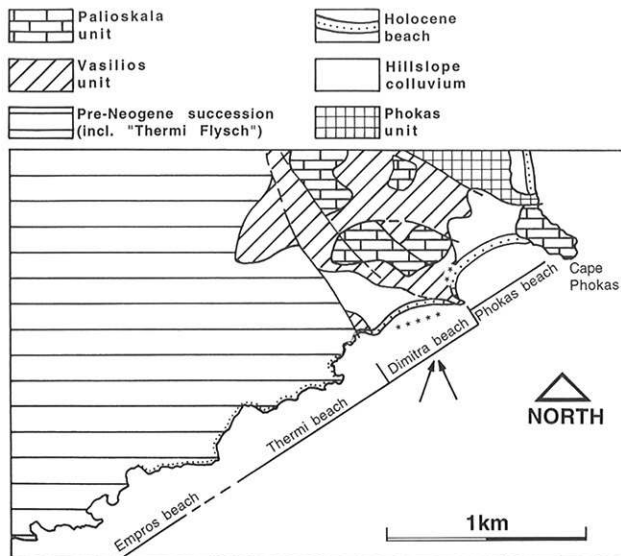 Palioskala
unit
Vasilios
unit
Pre-Neogene succession
(incl. "Thermi Flysch")
Holocene
beach
Hillslope
colluvium
Phokas
unit
Cape
Phokas
Phokas beach
Dimitra beach
Thermi beach
Empros beach
NORTH
1km